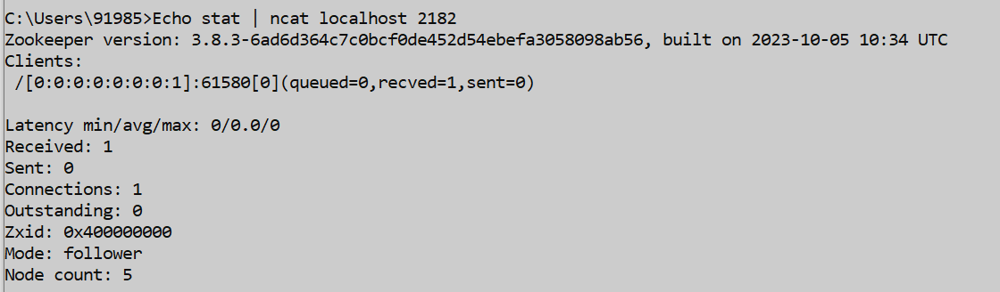 C:\Users\91985>Echo stat | ncat localhost 2182
Zookeeper version: 3.8.3-6ad6d364c7c0bcf0de452d54ebefa3058098ab56, built on 2023-10-05 10:34 UTC
Clients:
 /[0:0:0:0:0:0:0:1]:61580[0](queued=0,recved=1,sent=0)

Latency min/avg/max: 0/0.0/0
Received: 1
Sent: 0
Connections: 1
Outstanding: 0
Zxid: 0x400000000
Mode: follower
Node count: 5